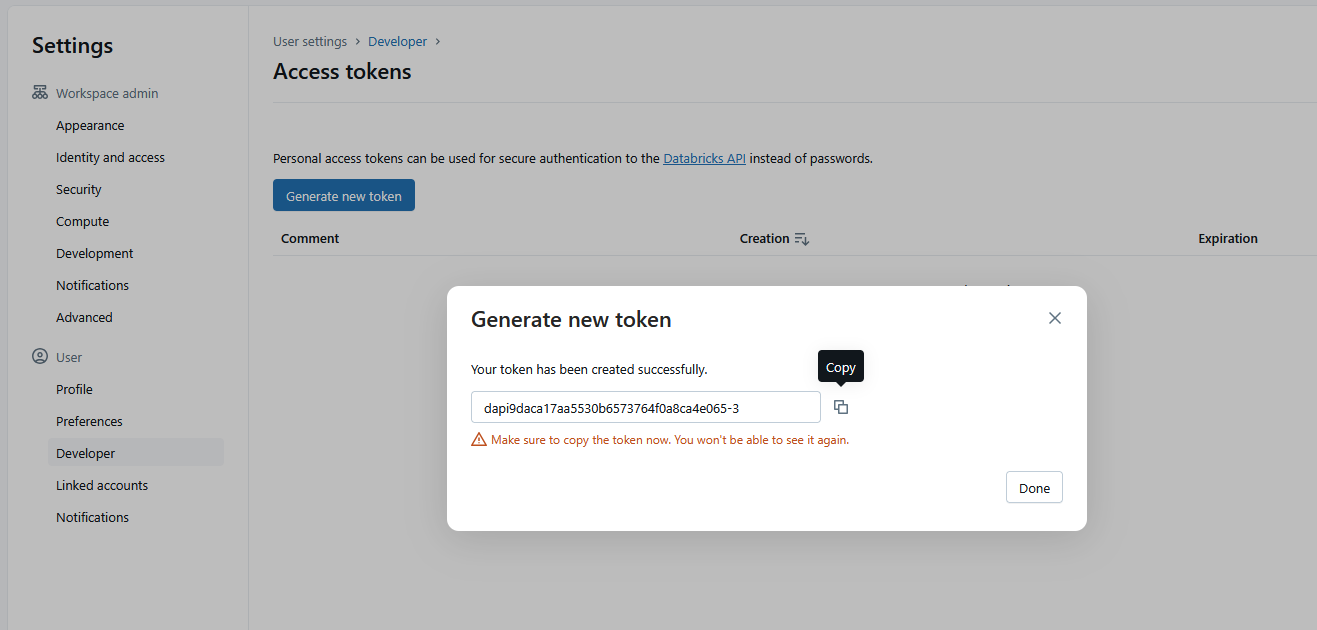 Settings
Workspace admin
Appearance
Identity and access
Security
Compute
Development
Notifications
Advanced
User
Profile
Preferences
Developer
Linked accounts
Notifications
User settings > Developer >
Access tokens
Personal access tokens can be used for secure authentication to the Databricks API instead of passwords.
Generate new token
Comment Creation Expiration
Generate new token
Your token has been created successfully.
Copy
dapi9daca17aa5530b6573764f0a8ca4e065-3
Make sure to copy the token now. You won't be able to see it again.
Done